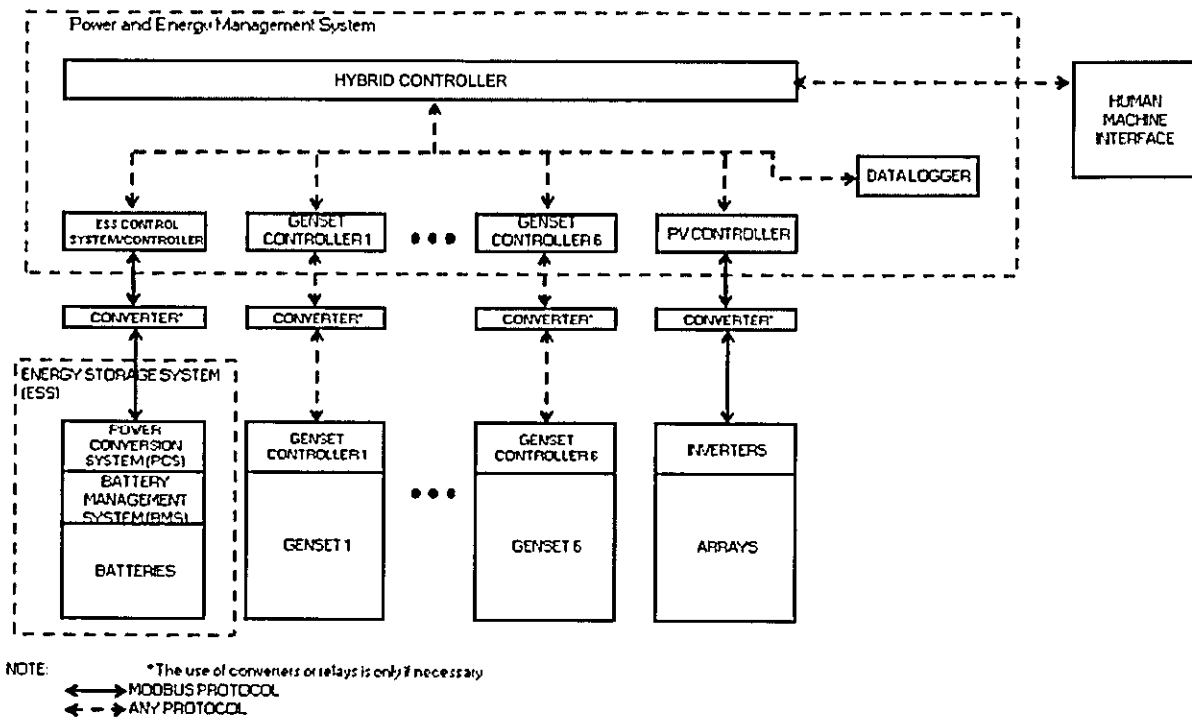 Power and Energy Management System
HYBRID CONTROLLER
HUMAN
MACHINE
INTERFACE
DATA LOGGER
ESS CONTROL
SYSTEM/CONTROLLER
GENSET
CONTROLLER 1
GENSET
CONTROLLER 6
PV CONTROLLER
CONVERTER*
CONVERTER*
CONVERTER*
CONVERTER*
ENERGY STORAGE SYSTEM
(ESS)
POWER
CONVERSION
SYSTEM (PCS)
BATTERY
MANAGEMENT
SYSTEM (BMS)
BATTERIES
GENSET
CONTROLLER 1
GENSET 1
GENSET
CONTROLLER 6
GENSET 6
INVERTERS
ARRAYS
NOTE: *The use of converters or relays is only if necessary
MODBUS PROTOCOL
ANY PROTOCOL